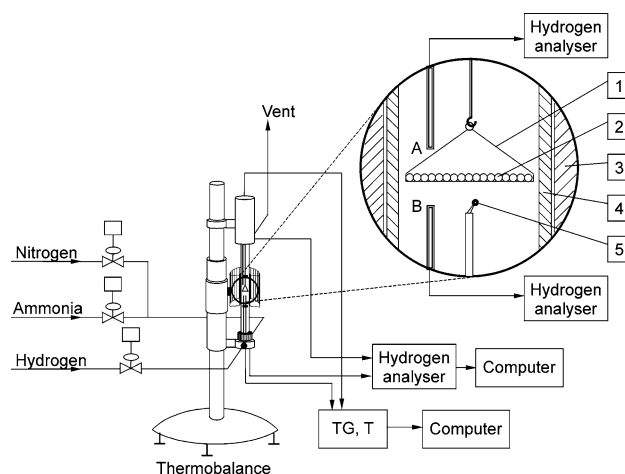 Hydrogen
analyser
1
Vent
A
2
3
B
4
Nitrogen
5
Ammonia
Hydrogen
analyser
Hydrogen
Hydrogen
analyser
Computer
TG, T
Computer
Thermobalance